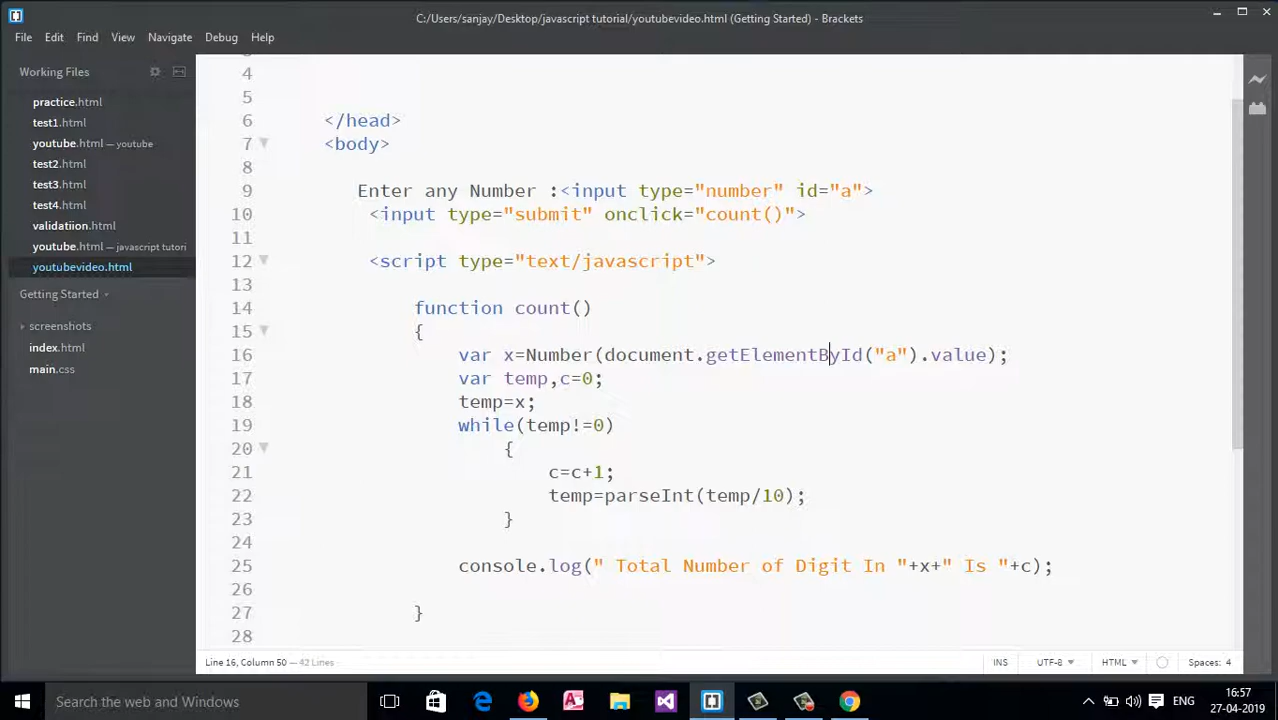 C:/Users/sanjay/Desktop/javascript tutorial/youtubevideo.html (Getting Started) - Brackets
File Edit Find View Navigate Debug Help
Working Files
practice.html
test1.html
youtube.html — youtube
test2.html
test3.html
test4.html
validatiion.html
youtube.html — javascript tutori
youtubevideo.html
Getting Started
screenshots
index.html
main.css
4
5
6 </head>
7 <body>
8
9 Enter any Number :<input type="number" id="a">
10 <input type="submit" onclick="count()">
11
12 <script type="text/javascript">
13
14 function count()
15 {
16 var x=Number(document.getElementById("a").value);
17 var temp,c=0;
18 temp=x;
19 while(temp!=0)
20 {
21 c=c+1;
22 temp=parseInt(temp/10);
23 }
24
25 console.log(" Total Number of Digit In "+x+" Is "+c);
26
27 }
28
Line 16, Column 50 — 42 Lines
INS UTF-8 HTML Spaces: 4
Search the web and Windows
ENG
16:57
27-04-2019